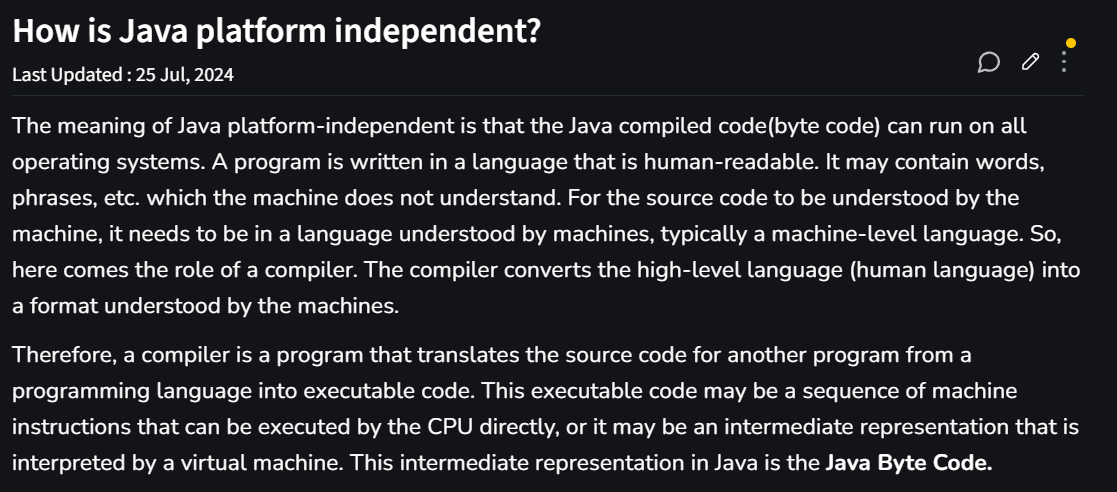 How is Java platform independent?
Last Updated : 25 Jul, 2024
The meaning of Java platform-independent is that the Java compiled code(byte code) can run on all
operating systems. A program is written in a language that is human-readable. It may contain words,
phrases, etc. which the machine does not understand. For the source code to be understood by the
machine, it needs to be in a language understood by machines, typically a machine-level language. So,
here comes the role of a compiler. The compiler converts the high-level language (human language) into
a format understood by the machines.
Therefore, a compiler is a program that translates the source code for another program from a
programming language into executable code. This executable code may be a sequence of machine
instructions that can be executed by the CPU directly, or it may be an intermediate representation that is
interpreted by a virtual machine. This intermediate representation in Java is the Java Byte Code.